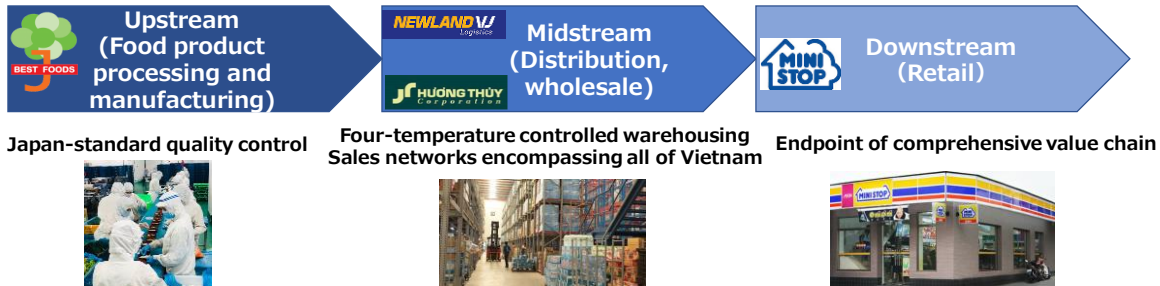 Upstream
(Food product
processing and
manufacturing)
J
BEST FOODS
NEWLAND VJ
Logistics
HƯƠNG THỦY
Corporation
Midstream
(Distribution,
wholesale)
MINI
STOP
Downstream
（Retail）
Japan-standard quality control
Four-temperature controlled warehousing
Sales networks encompassing all of Vietnam
Endpoint of comprehensive value chain
MINI STOP